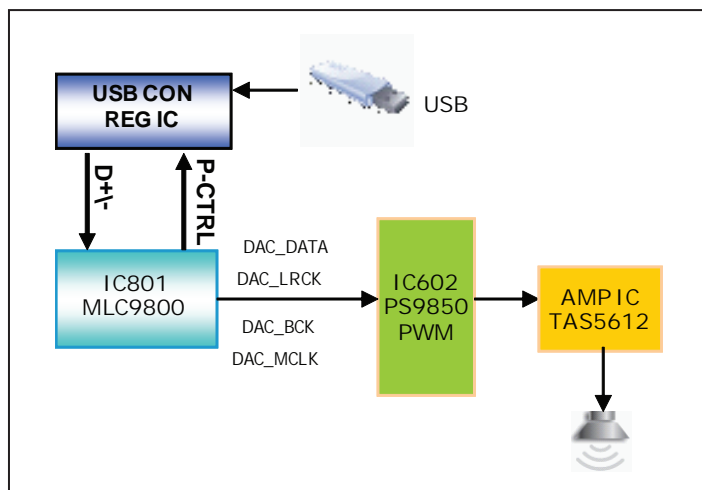 USB CON
REG IC
USB
D+/-
P-CTRL
IC801
MLC9800
DAC_DATA
DAC_LRCK
DAC_BCK
DAC_MCLK
IC602
PS9850
PWM
AMP IC
TAS5612